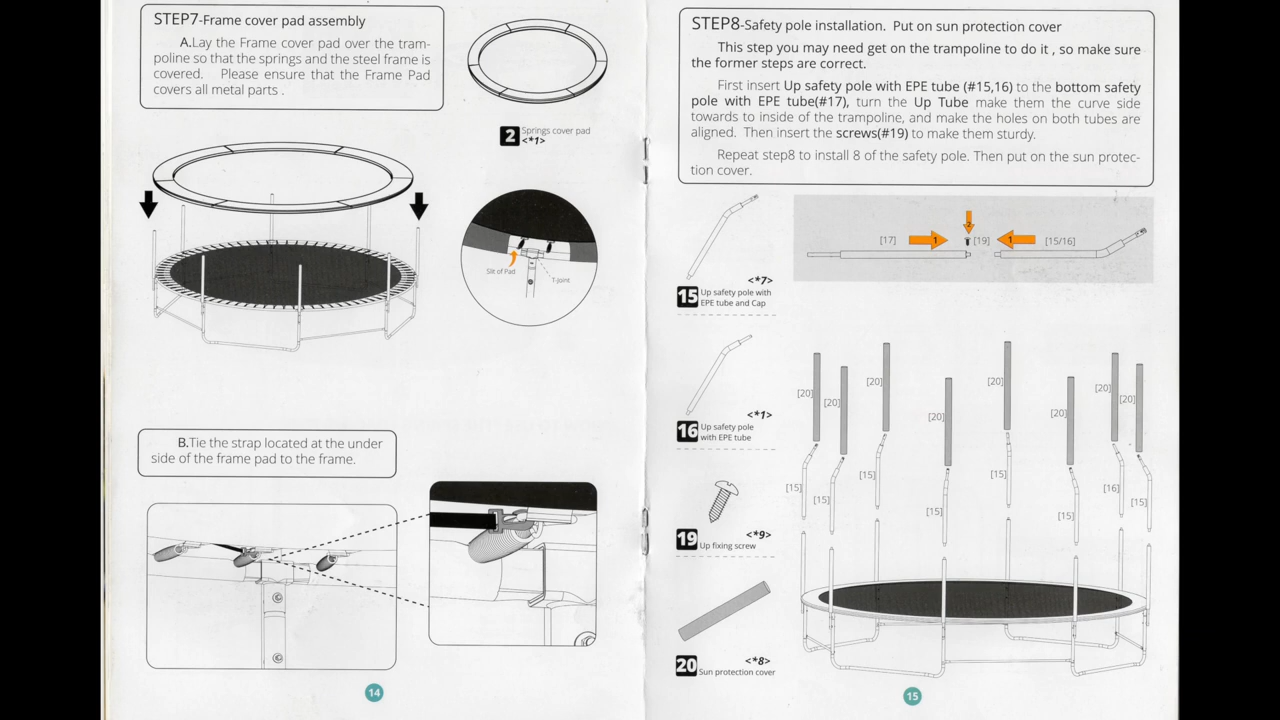 STEP7-Frame cover pad assembly
A.Lay the Frame cover pad over the tram-
poline so that the springs and the steel frame is
covered. Please ensure that the Frame Pad
covers all metal parts .
2 Springs cover pad
<*1>
Slit of Pad
T-Joint
B.Tie the strap located at the under
side of the frame pad to the frame.
14
STEP8-Safety pole installation. Put on sun protection cover
This step you may need get on the trampoline to do it , so make sure
the former steps are correct.
First insert Up safety pole with EPE tube (#15,16) to the bottom safety
pole with EPE tube(#17), turn the Up Tube make them the curve side
towards to inside of the trampoline, and make the holes on both tubes are
aligned. Then insert the screws(#19) to make them sturdy.
Repeat step8 to install 8 of the safety pole. Then put on the sun protec-
tion cover.
2
[17] 1 [19] 1 [15/16]
<*7>
15 Up safety pole with
EPE tube and Cap
<*1>
16 Up safety pole
with EPE tube
<*9>
19 Up fixing screw
<*8>
20 Sun protection cover
[20]
[20]
[20]
[20]
[20]
[20]
[20]
[20]
[15]
[15]
[15]
[15]
[15]
[15]
[16]
[15]
15